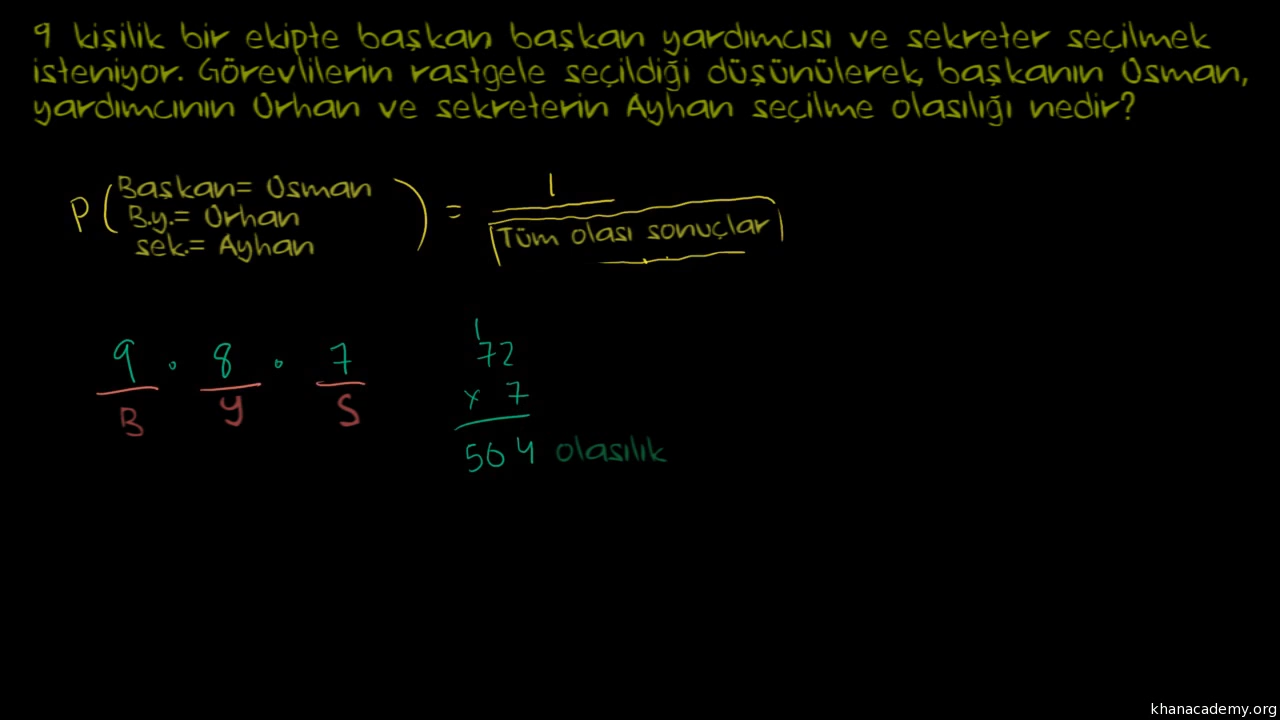 9 kişilik bir ekipte başkan, başkan yardımcısı ve sekreter seçilmek
isteniyor. Görevlilerin rastgele seçildiği düşünülerek, başkanın Osman,
yardımcının Orhan ve sekreterin Ayhan seçilme olasılığı nedir?
P ( Başkan= Osman
B.y.= Orhan
sek.= Ayhan ) = 1
Tüm olası sonuçlar
9 . 8 . 7
B Y S
1
72
x 7
504 olasılık
khanacademy.org